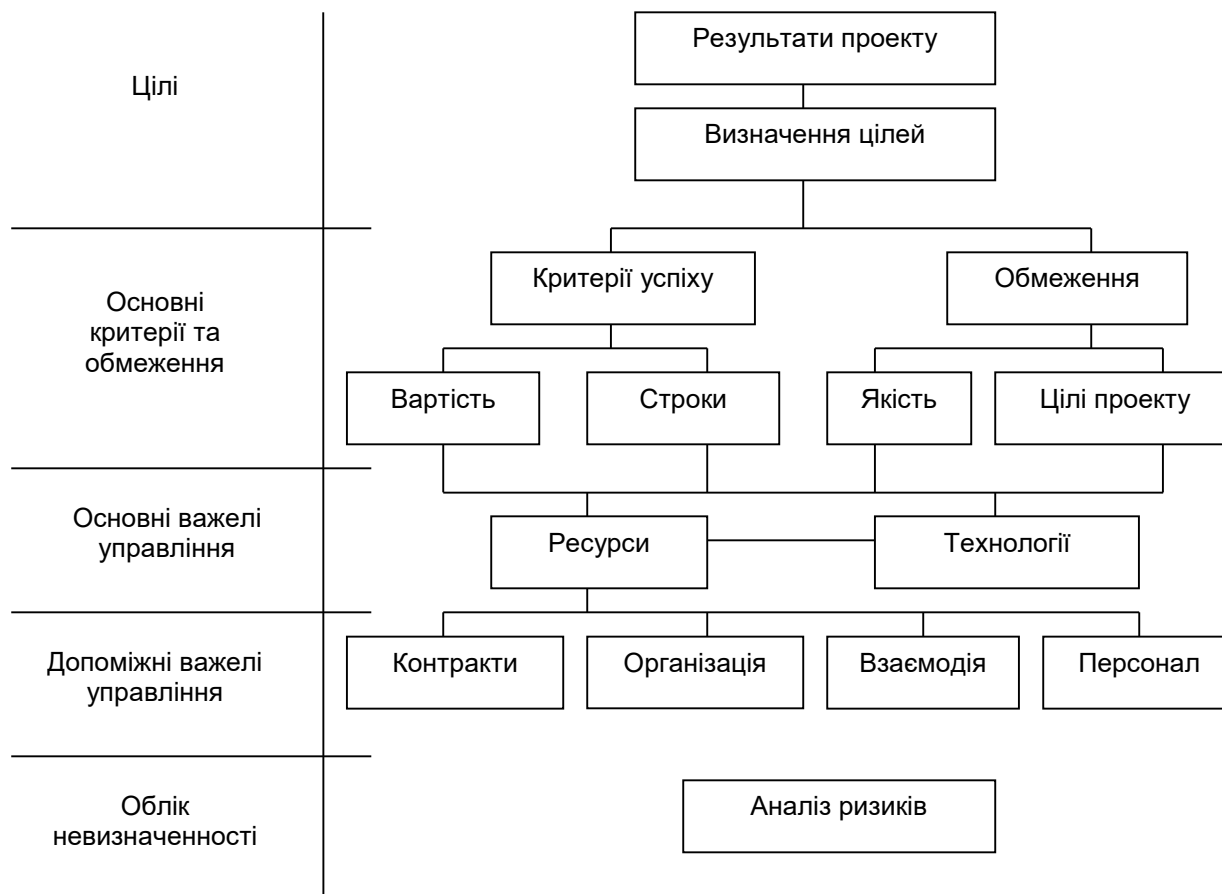 Результати проекту
Цілі
Визначення цілей
Критерії успіху
Обмеження
Основні
критерії та
обмеження
Вартість
Строки
Якість
Цілі проекту
Основні важелі
управління
Ресурси
Технології
Допоміжні важелі
управління
Контракти
Організація
Взаємодія
Персонал
Облік
невизначенності
Аналіз ризиків